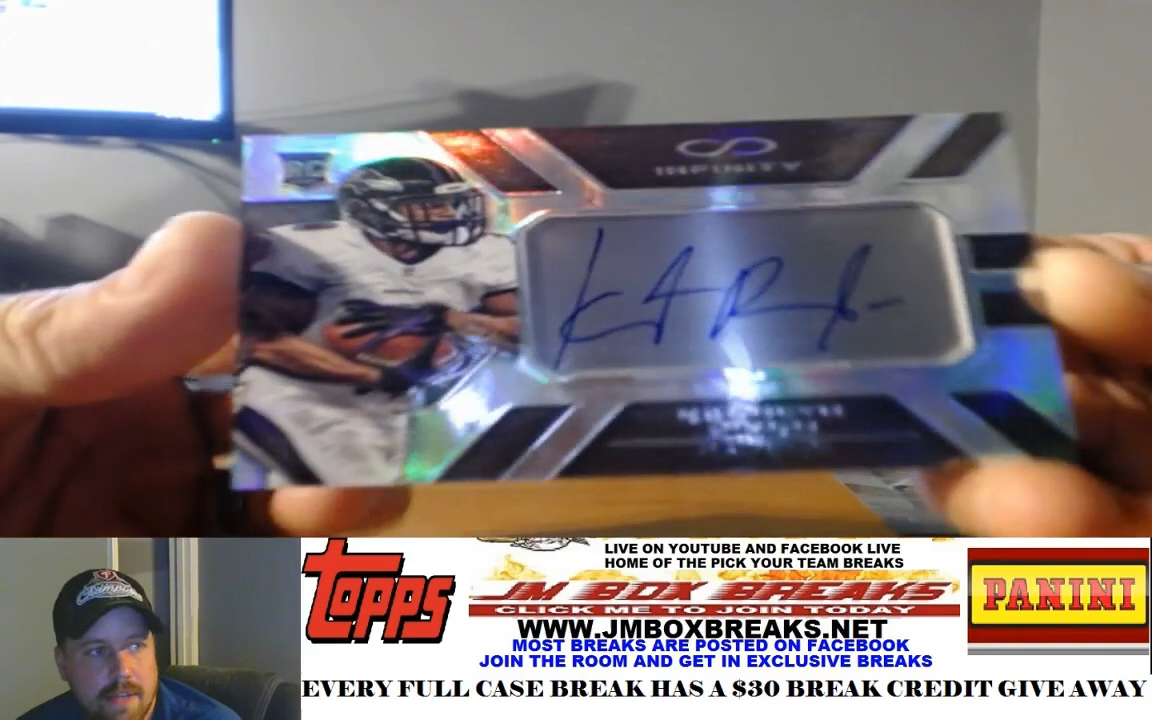 INFINITY
TOPPS
LIVE ON YOUTUBE AND FACEBOOK LIVE
HOME OF THE PICK YOUR TEAM BREAKS
JM BOX BREAKS
CLICK ME TO JOIN TODAY
WWW.JMBOXBREAKS.NET
MOST BREAKS ARE POSTED ON FACEBOOK
JOIN THE ROOM AND GET IN EXCLUSIVE BREAKS
PANINI
EVERY FULL CASE BREAK HAS A $30 BREAK CREDIT GIVE AWAY